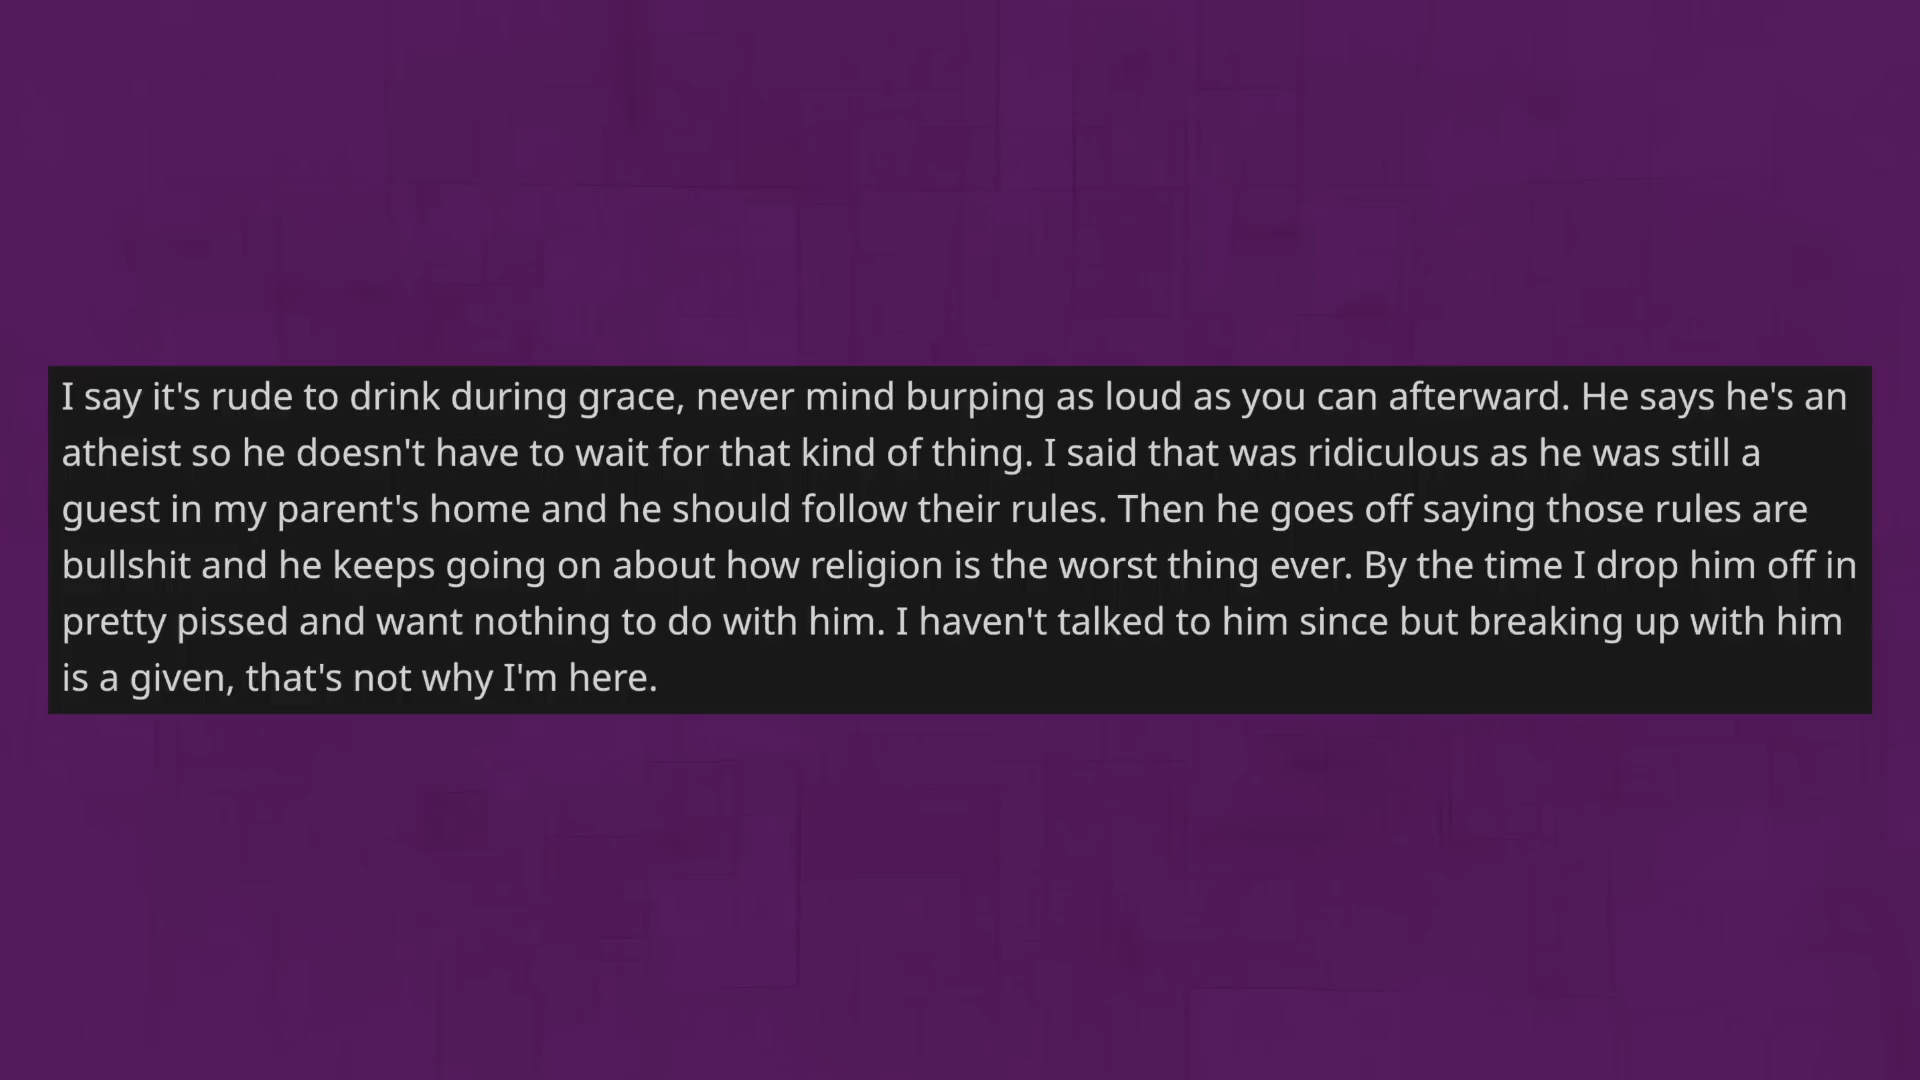 I say it's rude to drink during grace, never mind burping as loud as you can afterward. He says he's an
atheist so he doesn't have to wait for that kind of thing. I said that was ridiculous as he was still a
guest in my parent's home and he should follow their rules. Then he goes off saying those rules are
bullshit and he keeps going on about how religion is the worst thing ever. By the time I drop him off in
pretty pissed and want nothing to do with him. I haven't talked to him since but breaking up with him
is a given, that's not why I'm here.